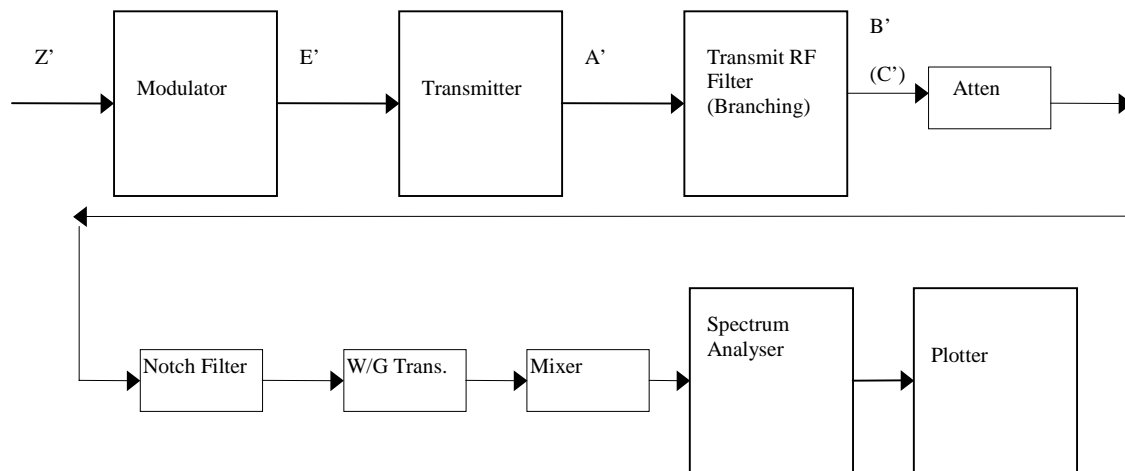 Z’
Modulator
E’
Transmitter
A’
Transmit RF
Filter
(Branching)
B’
(C’)
Atten
Notch Filter
W/G Trans.
Mixer
Spectrum
Analyser
Plotter